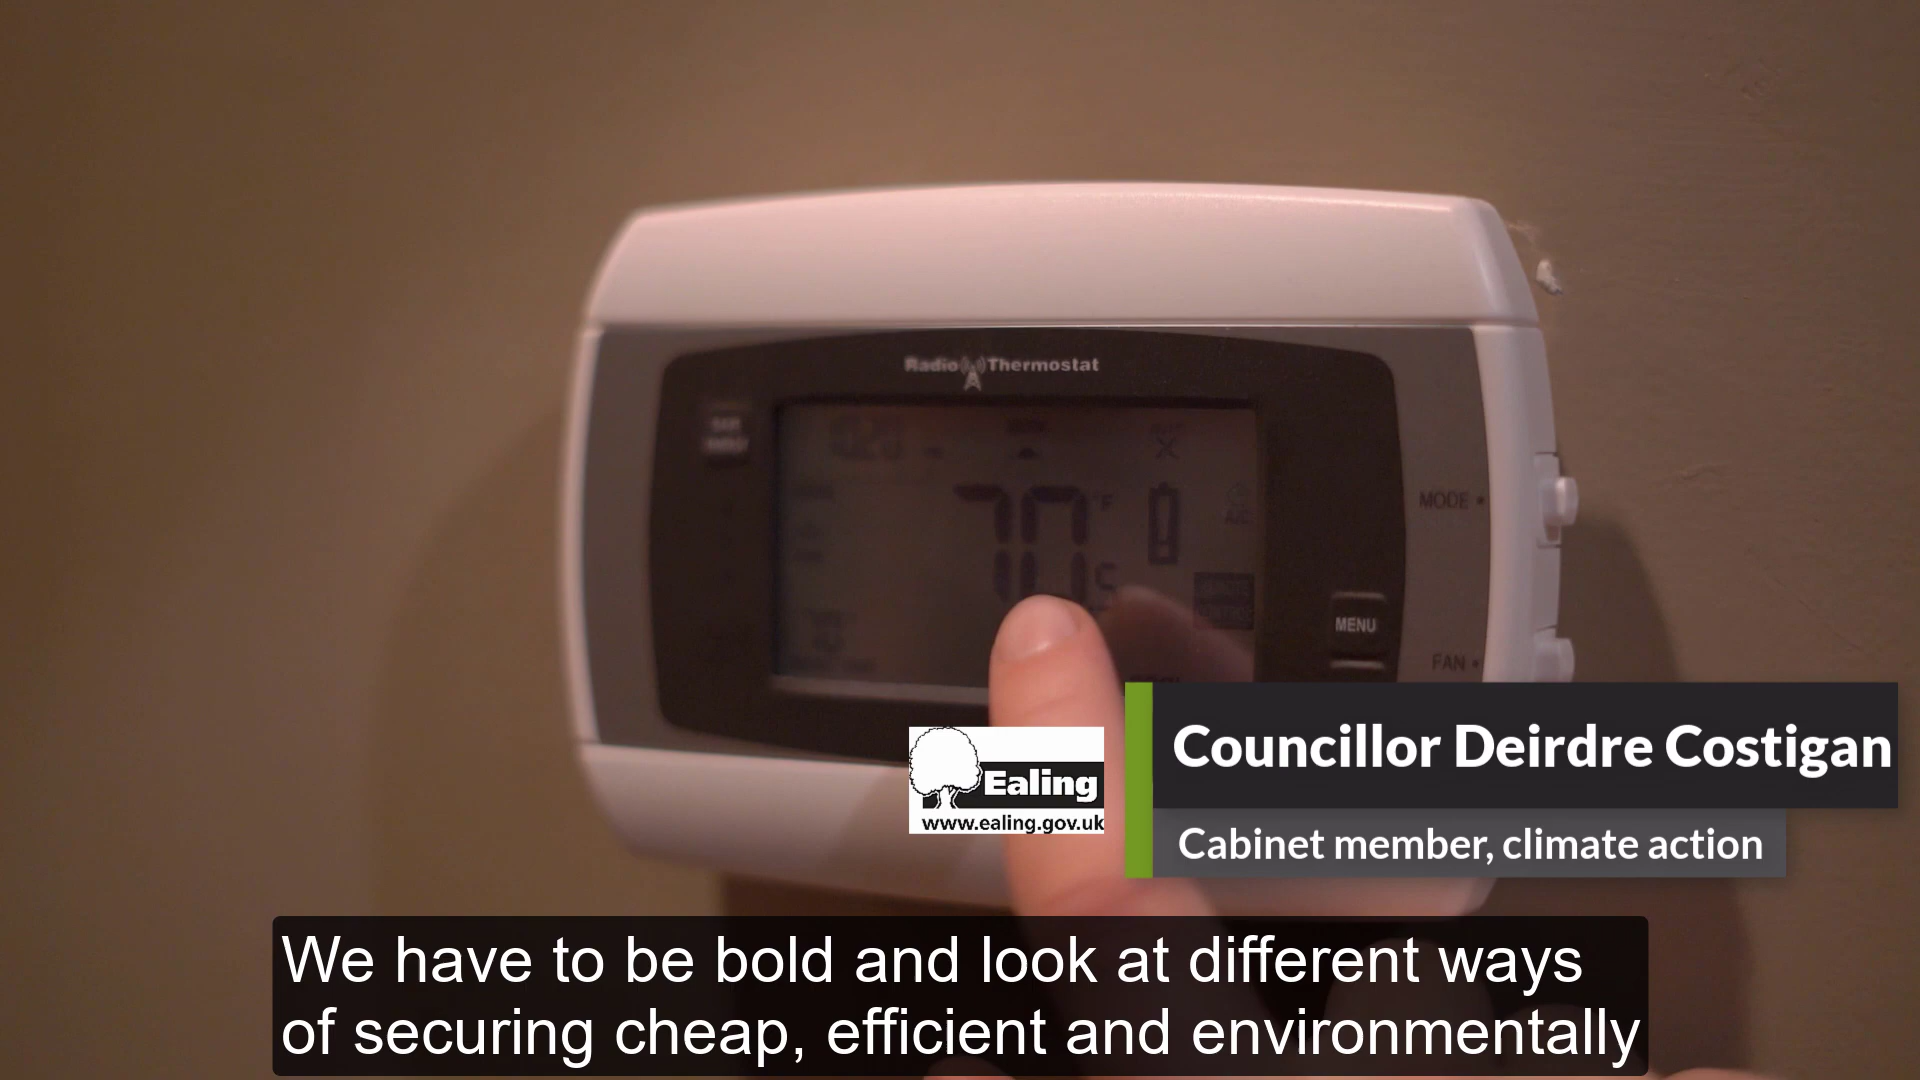 Radio Thermostat
70 °F
MODE
MENU
FAN
Ealing
www.ealing.gov.uk
Councillor Deirdre Costigan
Cabinet member, climate action
We have to be bold and look at different ways
of securing cheap, efficient and environmentally